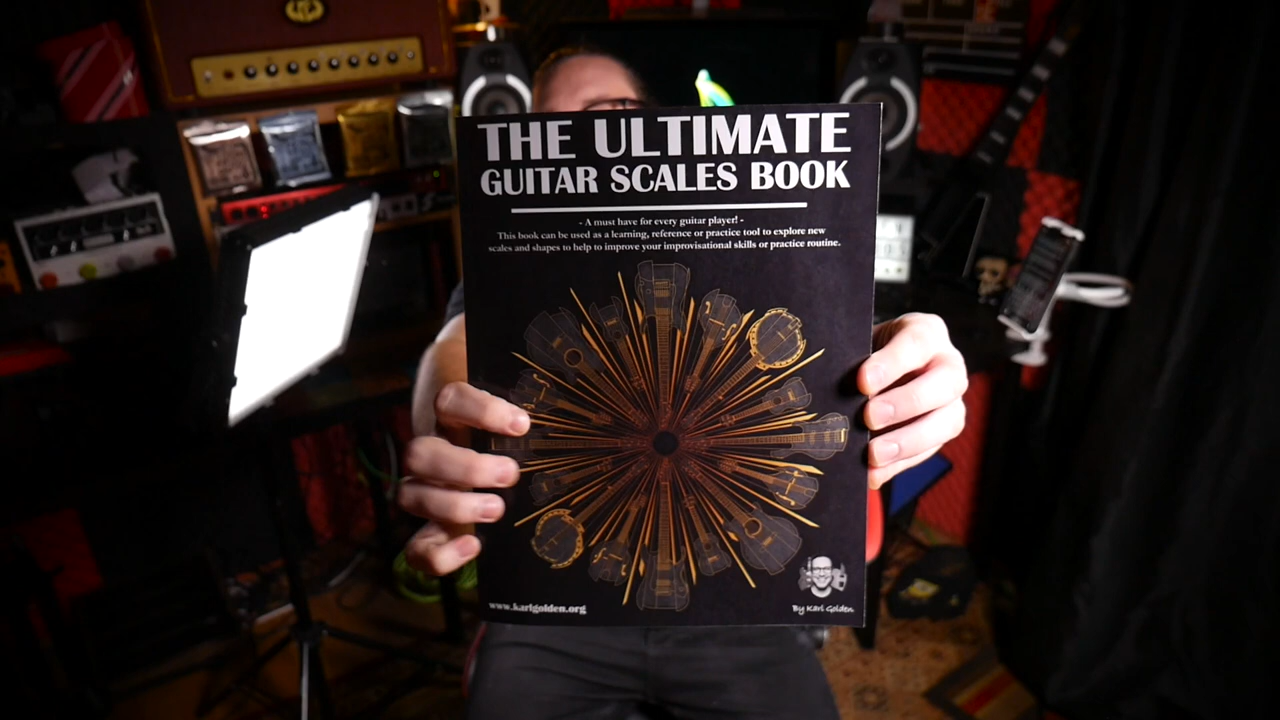 THE ULTIMATE
GUITAR SCALES BOOK
- A must have for every guitar player! -
This book can be used as a learning, reference or practice tool to explore new
scales and shapes to help to improve your improvisational skills or practice routine.
www.karlgolden.org
By Karl Golden